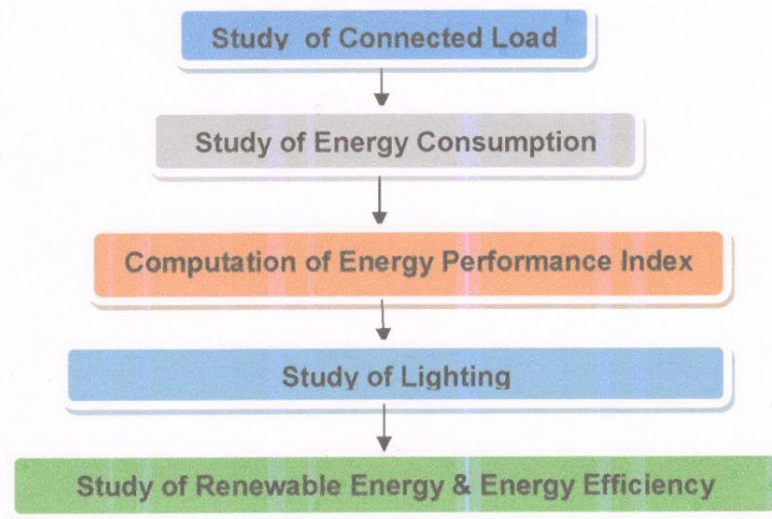 Study of Connected Load
Study of Energy Consumption
Computation of Energy Performance Index
Study of Lighting
Study of Renewable Energy & Energy Efficiency